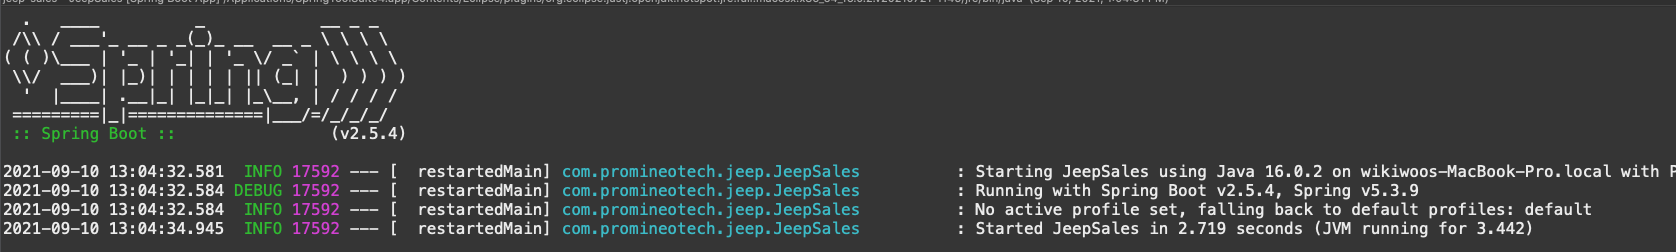 .   ____          _            __ _ _
 /\\ / ___'_ __ _ _(_)_ __  __ _ \ \ \ \
( ( )\___ | '_ | '_| | '_ \/ _` | \ \ \ \
 \\/  ___)| |_)| | | | | || (_| |  ) ) ) )
  '  |____| .__|_| |_|_| |_\__, | / / / /
 =========|_|==============|___/=/_/_/_/
 :: Spring Boot ::                (v2.5.4)
2021-09-10 13:04:32.581  INFO 17592 --- [  restartedMain] com.promineotech.jeep.JeepSales          : Starting JeepSales using Java 16.0.2 on wikiwoos-MacBook-Pro.local with P
2021-09-10 13:04:32.584 DEBUG 17592 --- [  restartedMain] com.promineotech.jeep.JeepSales          : Running with Spring Boot v2.5.4, Spring v5.3.9
2021-09-10 13:04:32.584  INFO 17592 --- [  restartedMain] com.promineotech.jeep.JeepSales          : No active profile set, falling back to default profiles: default
2021-09-10 13:04:34.945  INFO 17592 --- [  restartedMain] com.promineotech.jeep.JeepSales          : Started JeepSales in 2.719 seconds (JVM running for 3.442)